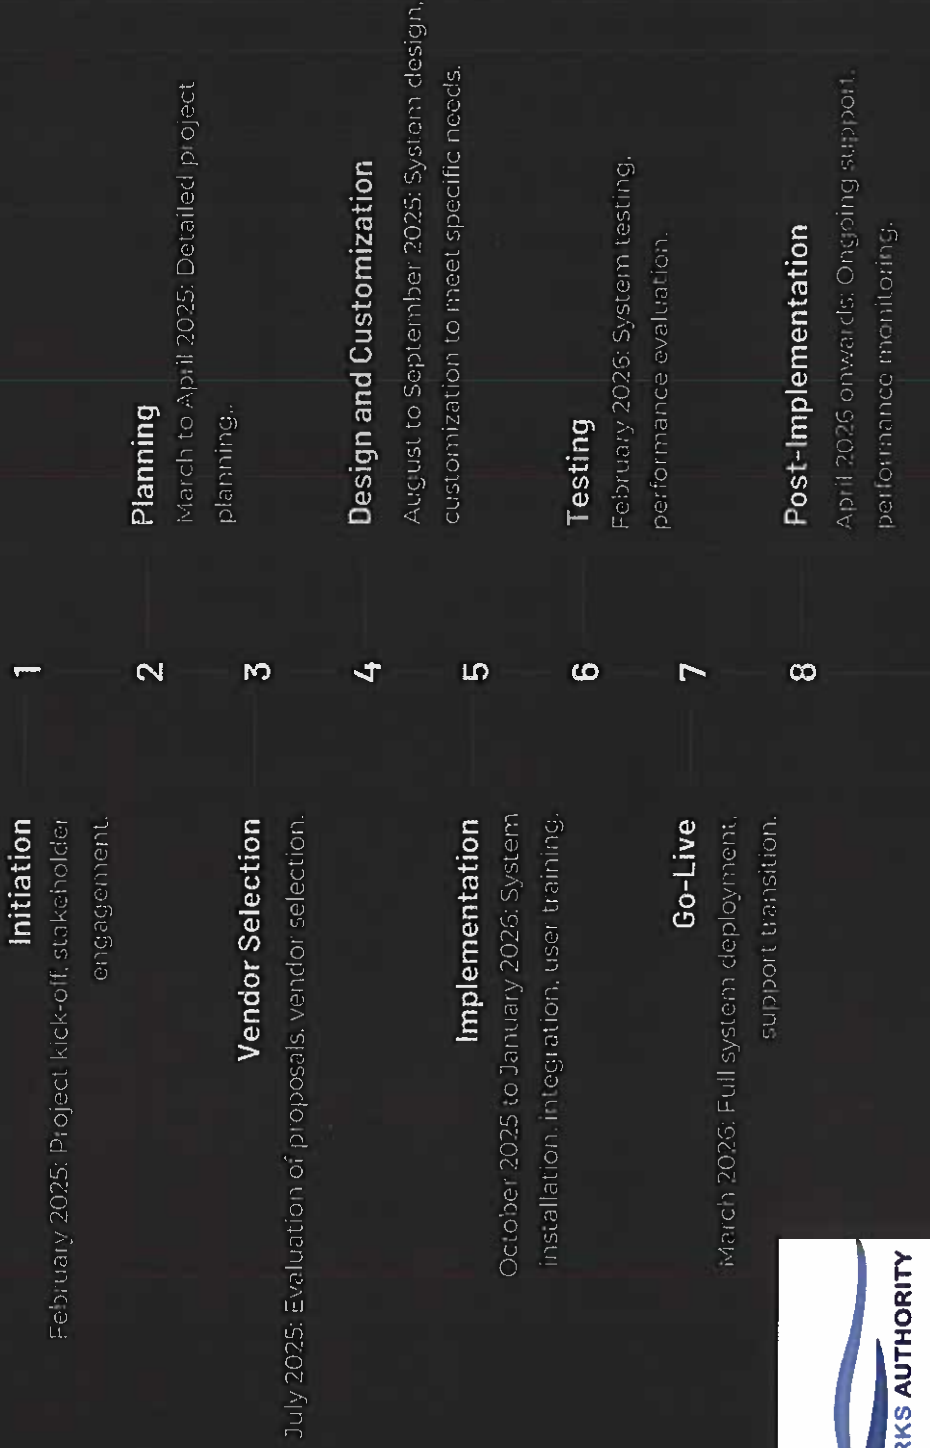 1
Initiation
February 2025: Project kick-off, stakeholder
engagement.
2
Planning
March to April 2025: Detailed project
planning..
3
Vendor Selection
July 2025: Evaluation of proposals, vendor selection.
4
Design and Customization
August to September 2025: System design,
customization to meet specific needs.
5
Implementation
October 2025 to January 2026: System
installation, integration, user training.
6
Testing
February 2026: System testing,
performance evaluation.
7
Go-Live
March 2026: Full system deployment,
support transition.
8
Post-Implementation
April 2026 onwards: Ongoing support,
performance monitoring.
RKS AUTHORITY